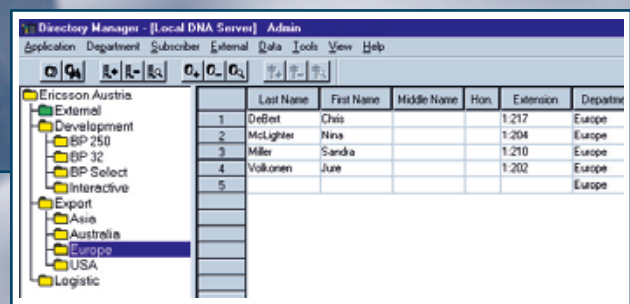 Directory Manager - [Local DNA Server] Admin
Application Department Subscriber External Data Tools View Help
Ericsson Austria
External
Development
BP 250
BP 32
BP Select
Interactive
Export
Asia
Australia
Europe
USA
Logistic
Last Name First Name Middle Name Hon. Extension Departme
1 DeBert Chris 1:217 Europe
2 McLighter Nina 1:204 Europe
3 Miller Sandra 1:210 Europe
4 Volkonen Jure 1:202 Europe
5 Europe